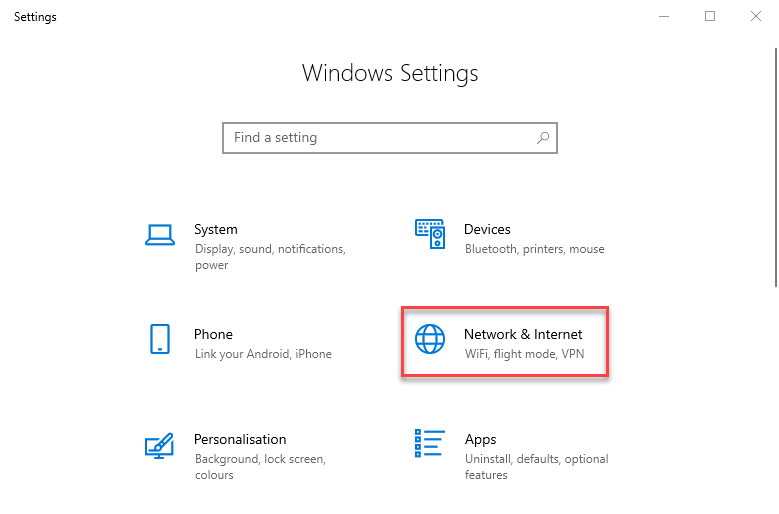 Settings
Windows Settings
Find a setting
System
Display, sound, notifications,
power
Devices
Bluetooth, printers, mouse
Phone
Link your Android, iPhone
Network & Internet
WiFi, flight mode, VPN
Personalisation
Background, lock screen,
colours
Apps
Uninstall, defaults, optional
features